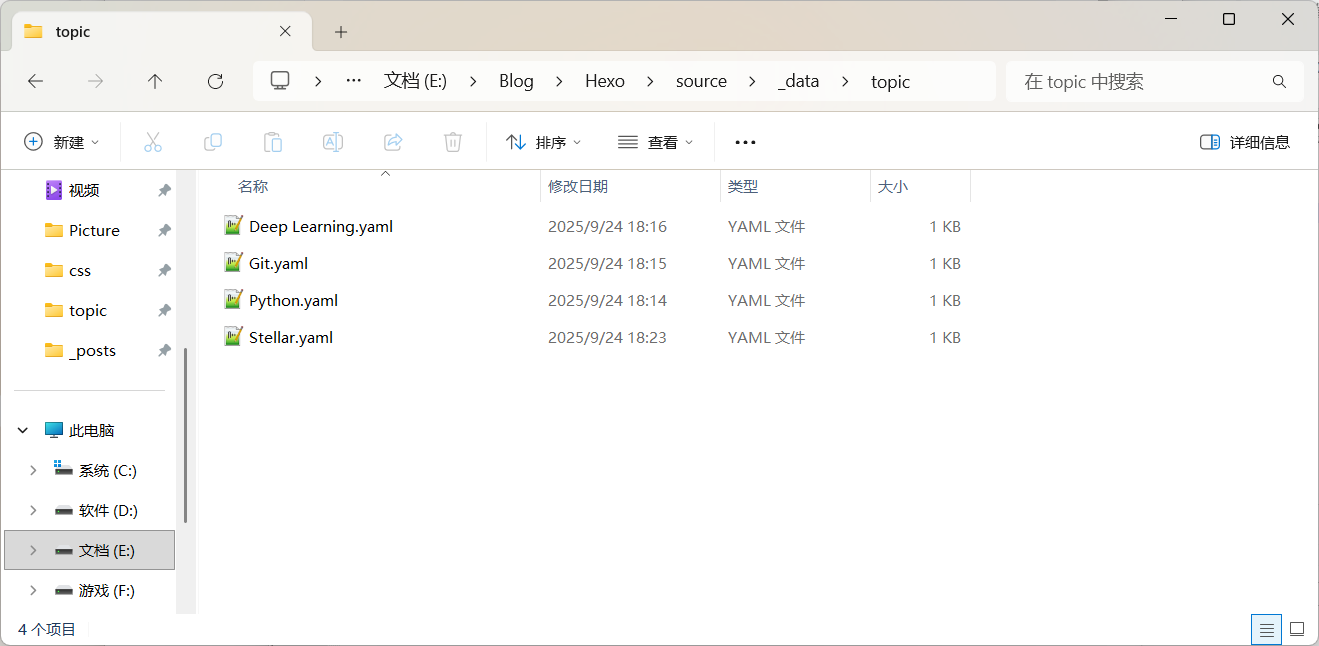 topic
文档 (E:) Blog Hexo source _data topic
在 topic 中搜索
新建 排序 查看 详细信息
视频
Picture
css
topic
_posts
此电脑
系统 (C:)
软件 (D:)
文档 (E:)
游戏 (F:)
名称 修改日期 类型 大小
Deep Learning.yaml 2025/9/24 18:16 YAML 文件 1 KB
Git.yaml 2025/9/24 18:15 YAML 文件 1 KB
Python.yaml 2025/9/24 18:14 YAML 文件 1 KB
Stellar.yaml 2025/9/24 18:23 YAML 文件 1 KB
4 个项目